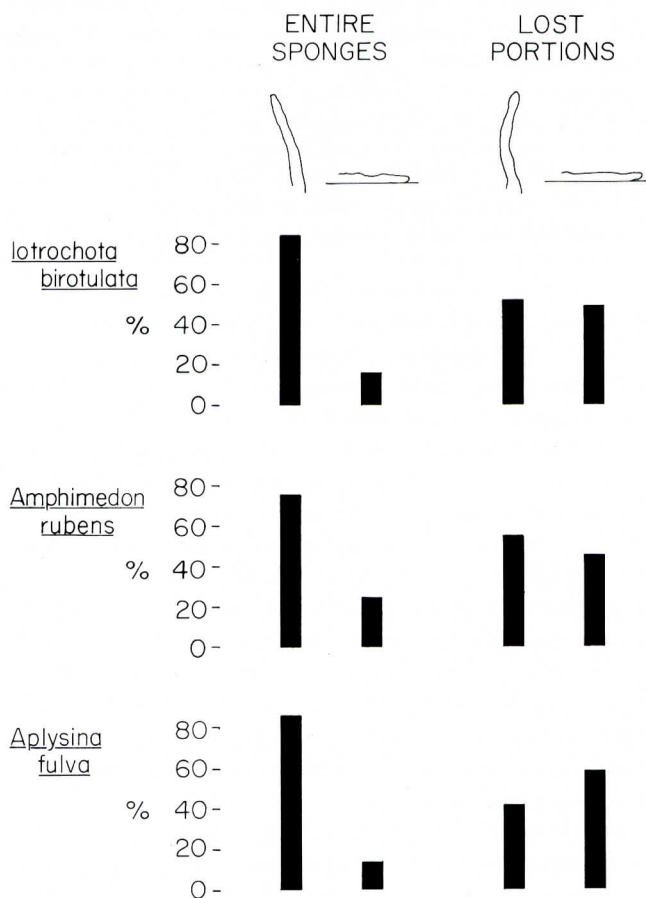 ENTIRE
SPONGES
LOST
PORTIONS
Iotrochota
birotulata
%
80-
60-
40-
20-
0-
Amphimedon
rubens
%
80-
60-
40-
20-
0-
Aplysina
fulva
%
80-
60-
40-
20-
0-